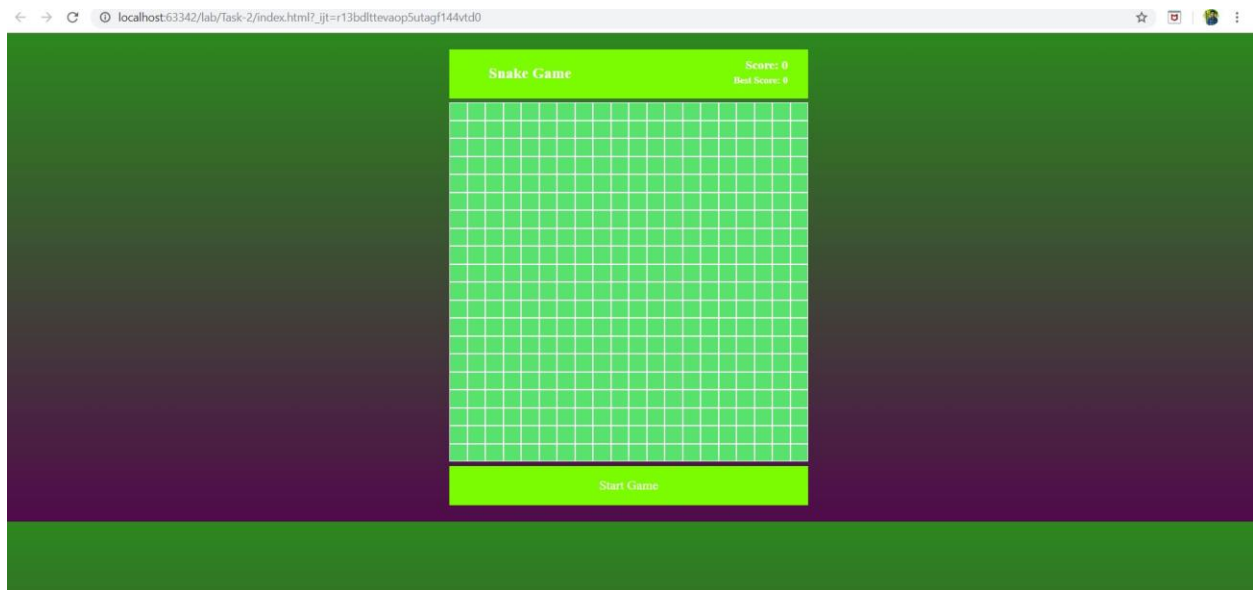 localhost:63342/lab/Task-2/index.html?_ijt=r13bdlttevaop5utagf144vtd0
Snake Game
Score: 0
Best Score: 0
Start Game